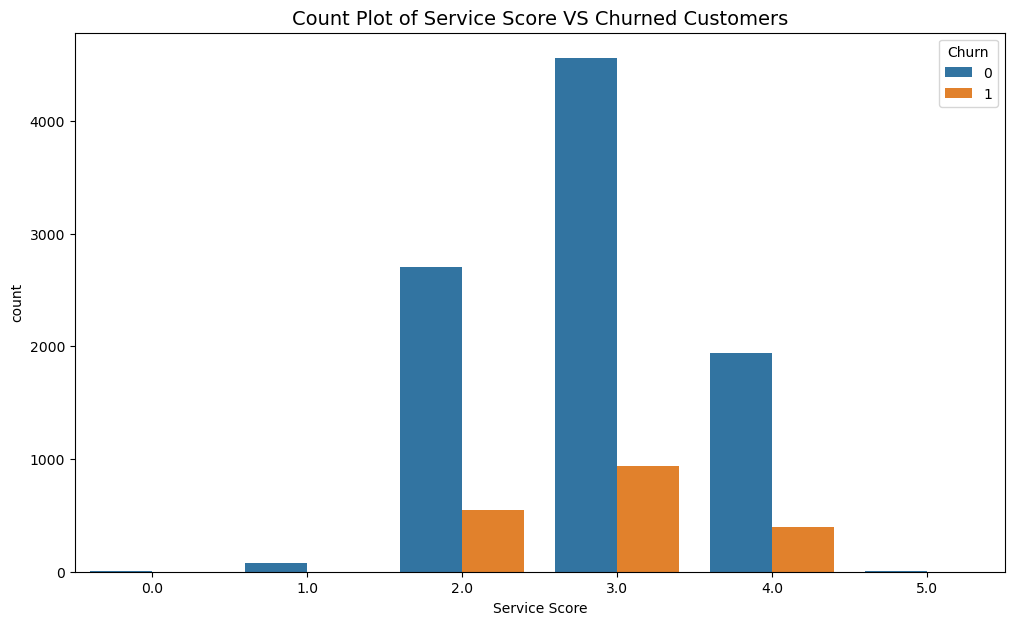 Count Plot of Service Score VS Churned Customers
Churn
0
1
4000
3000
2000
1000
0
count
0.0 1.0 2.0 3.0 4.0 5.0
Service Score